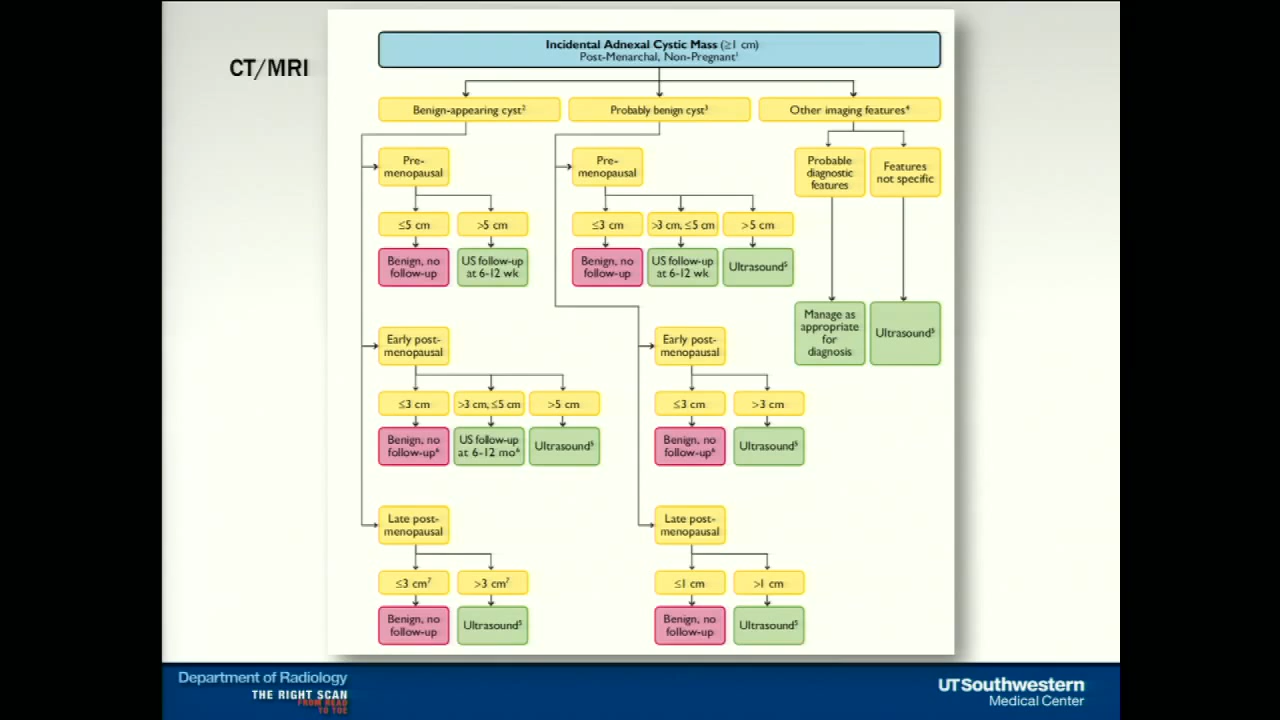 CT/MRI
Incidental Adnexal Cystic Mass (≥1 cm)
Post-Menarchal, Non-Pregnant¹
Benign-appearing cyst²
Probably benign cyst³
Other imaging features⁴
Pre-
menopausal
≤5 cm
>5 cm
Benign, no
follow-up
US follow-up
at 6-12 wk
Early post-
menopausal
≤3 cm
>3 cm, ≤5 cm
>5 cm
Benign, no
follow-up⁶
US follow-up
at 6-12 mo⁶
Ultrasound⁵
Late post-
menopausal
≤3 cm⁷
>3 cm⁷
Benign, no
follow-up
Ultrasound⁵
Pre-
menopausal
≤3 cm
>3 cm, ≤5 cm
>5 cm
Benign, no
follow-up
US follow-up
at 6-12 wk
Ultrasound⁵
Early post-
menopausal
≤3 cm
>3 cm
Benign, no
follow-up⁶
Ultrasound⁵
Late post-
menopausal
≤1 cm
>1 cm
Benign, no
follow-up
Ultrasound⁵
Probable
diagnostic
features
Features
not specific
Manage as
appropriate
for
diagnosis
Ultrasound⁵
Department of Radiology
THE RIGHT SCAN
FROM HEAD
TO TOE
UTSouthwestern
Medical Center